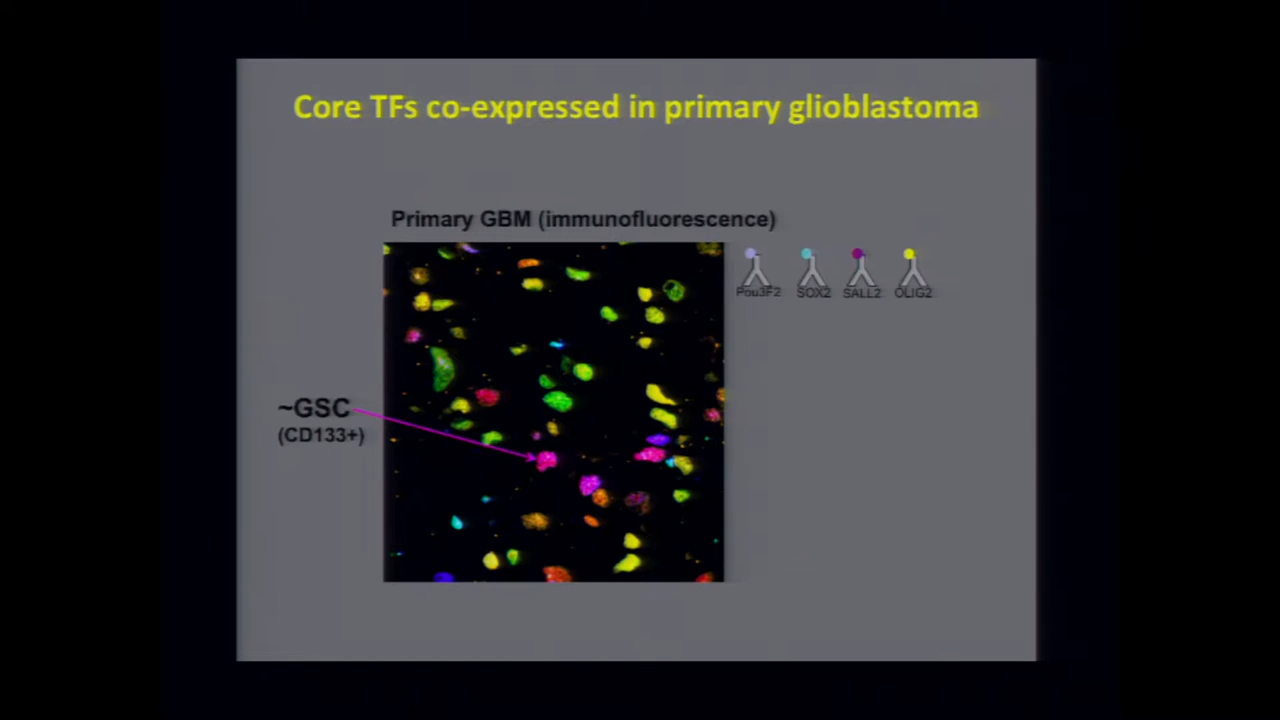 Core TFs co-expressed in primary glioblastoma
Primary GBM (immunofluorescence)
Pou3F2 SOX2 SALL2 OLIG2
~GSC
(CD133+)